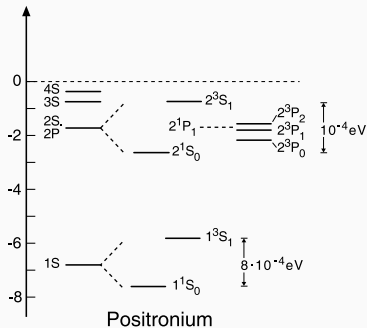 0
4S
3S
2³S₁
2³P₂
2S.
2P
2¹P₁
2³P₁
10⁻⁴eV
-2
2¹S₀
2³P₀
-4
-6
1³S₁
1S
8·10⁻⁴eV
1¹S₀
-8
Positronium